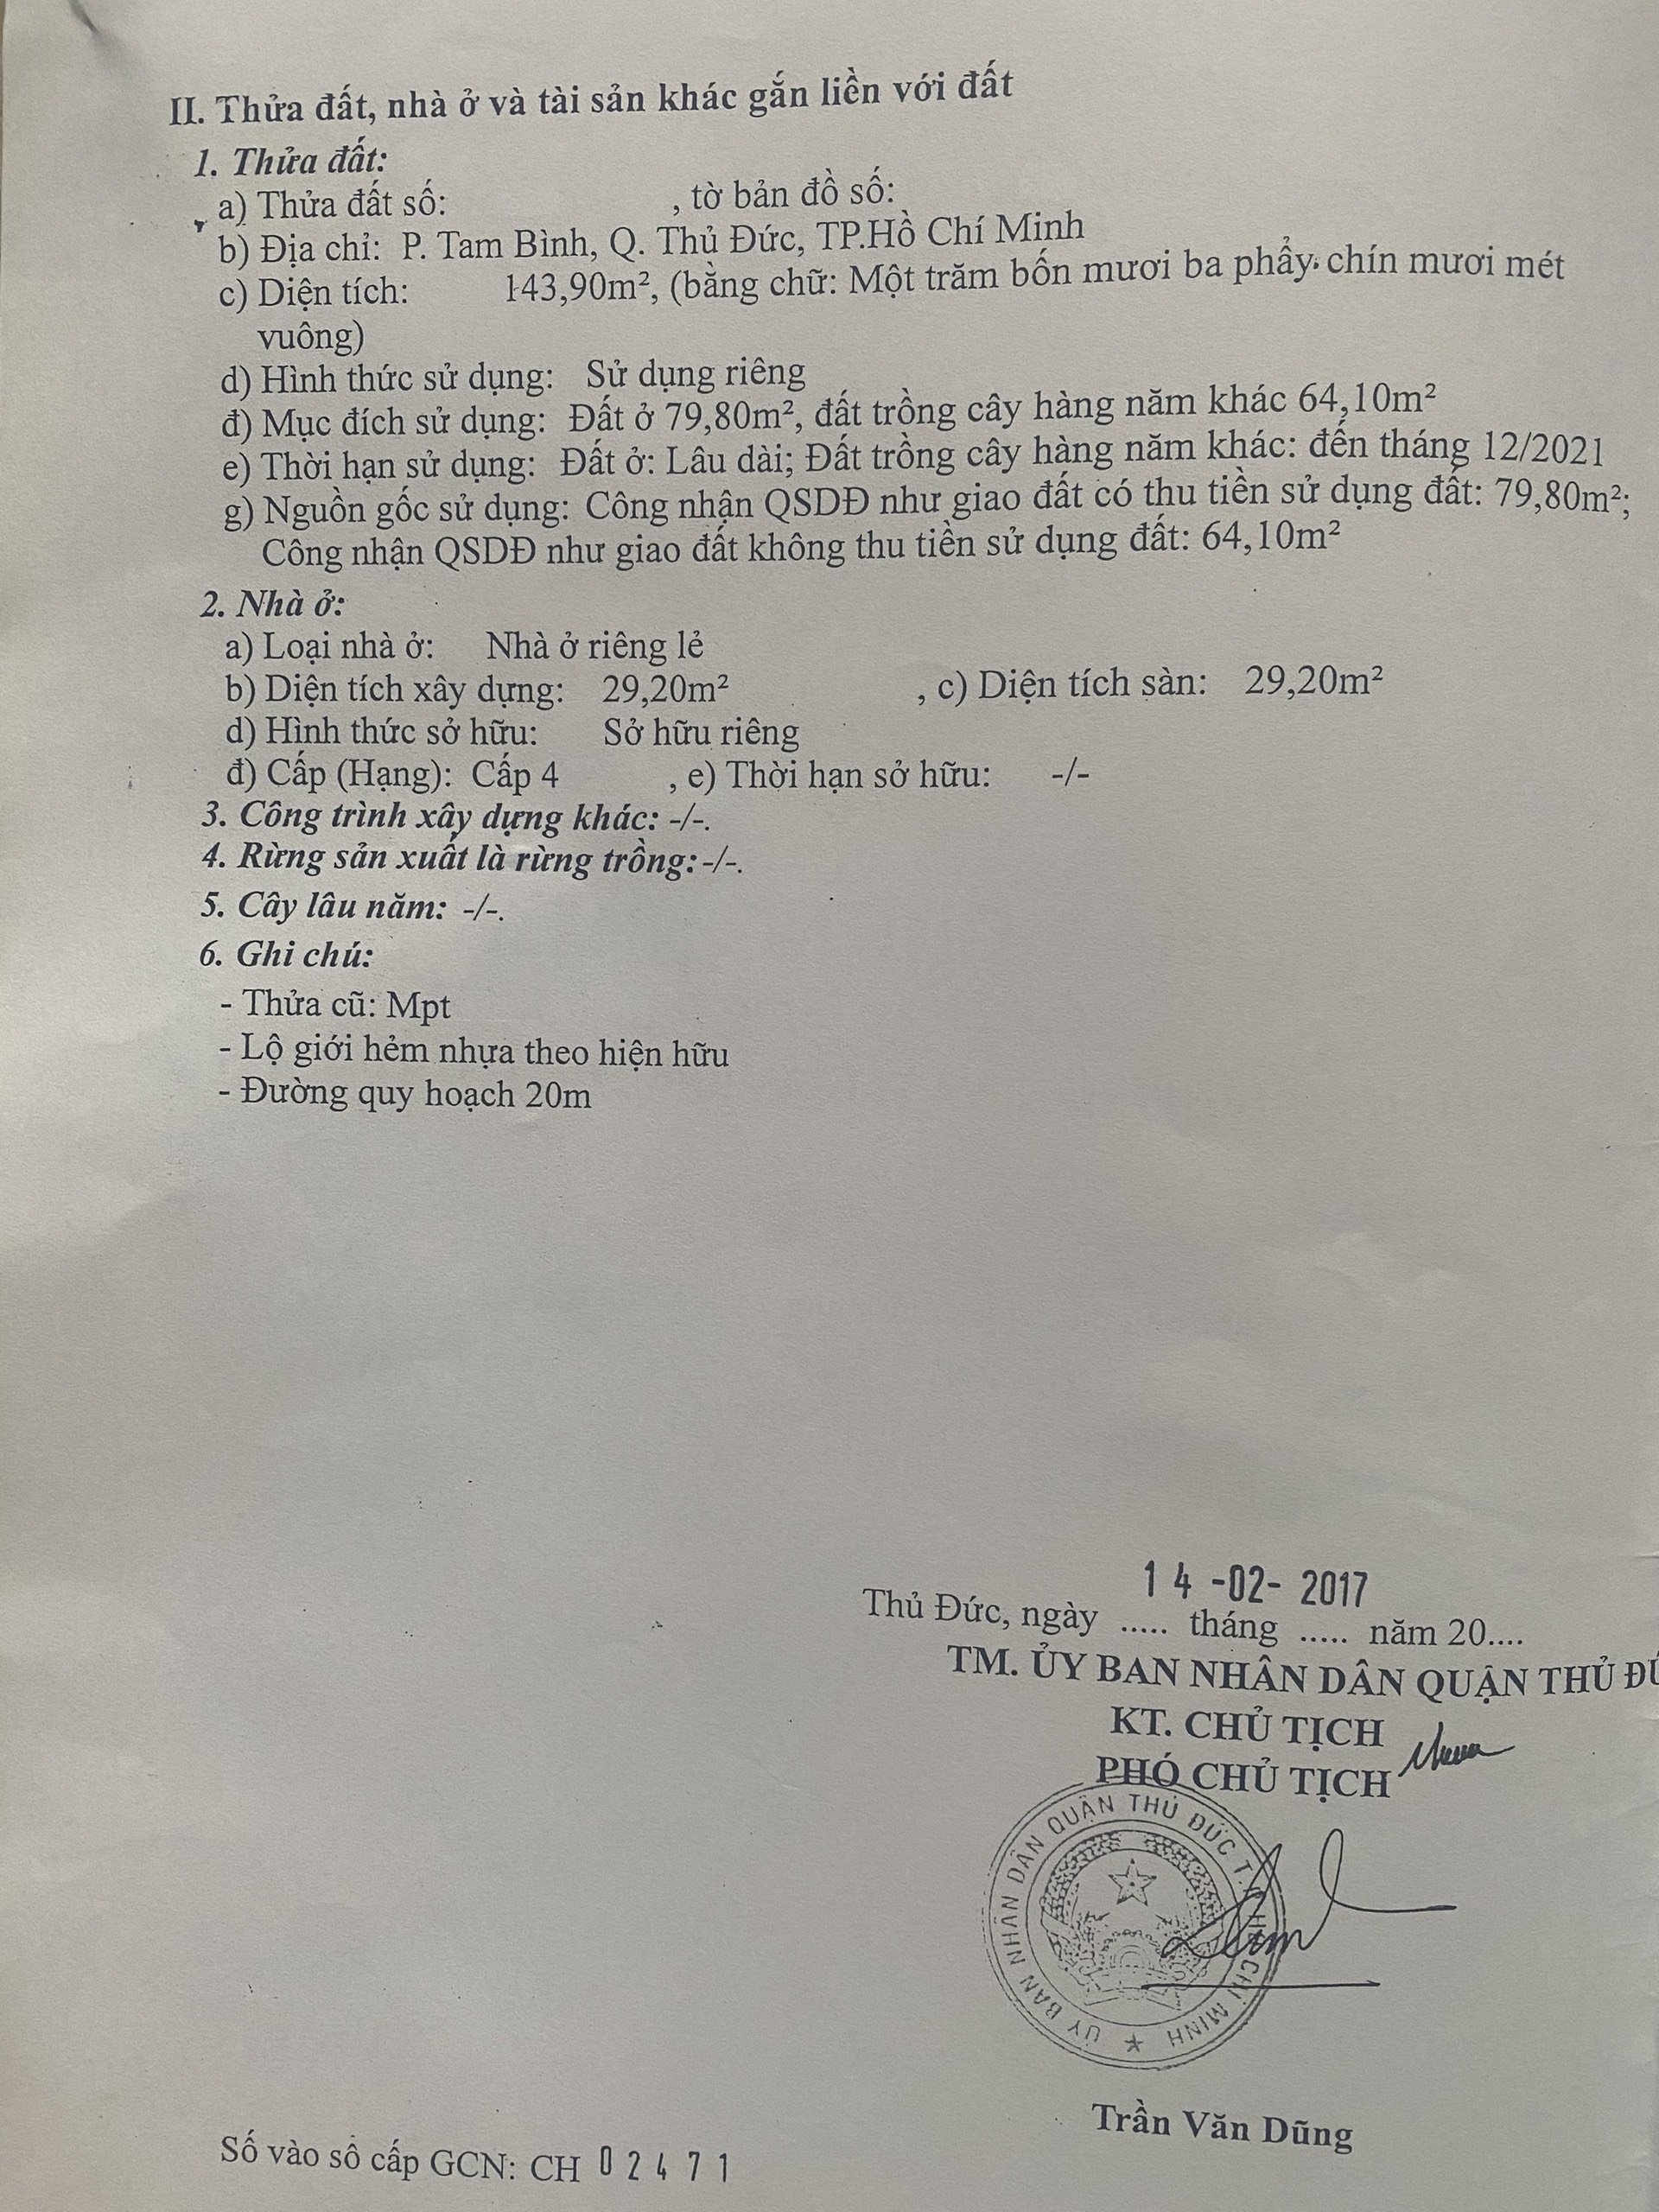 II. Thửa đất, nhà ở và tài sản khác gắn liền với đất
1. Thửa đất:
a) Thửa đất số: , tờ bản đồ số:
b) Địa chỉ: P. Tam Bình, Q. Thủ Đức, TP.Hồ Chí Minh
c) Diện tích: 143,90m², (bằng chữ: Một trăm bốn mươi ba phẩy chín mươi mét
vuông)
d) Hình thức sử dụng: Sử dụng riêng
đ) Mục đích sử dụng: Đất ở 79,80m², đất trồng cây hàng năm khác 64,10m²
e) Thời hạn sử dụng: Đất ở: Lâu dài; Đất trồng cây hàng năm khác: đến tháng 12/2021
g) Nguồn gốc sử dụng: Công nhận QSDĐ như giao đất có thu tiền sử dụng đất: 79,80m²;
Công nhận QSDĐ như giao đất không thu tiền sử dụng đất: 64,10m²
2. Nhà ở:
a) Loại nhà ở: Nhà ở riêng lẻ
b) Diện tích xây dựng: 29,20m² , c) Diện tích sàn: 29,20m²
d) Hình thức sở hữu: Sở hữu riêng
đ) Cấp (Hạng): Cấp 4 , e) Thời hạn sở hữu: -/-
3. Công trình xây dựng khác: -/-.
4. Rừng sản xuất là rừng trồng: -/-.
5. Cây lâu năm: -/-.
6. Ghi chú:
- Thửa cũ: Mpt
- Lộ giới hẻm nhựa theo hiện hữu
- Đường quy hoạch 20m
14 -02- 2017
Thủ Đức, ngày ..... tháng ..... năm 20....
TM. ỦY BAN NHÂN DÂN QUẬN THỦ ĐỨ
KT. CHỦ TỊCH
PHÓ CHỦ TỊCH
ỦY BAN NHÂN DÂN QUẬN THỦ ĐỨC T.P HỒ CHÍ MINH
Trần Văn Dũng
Số vào sổ cấp GCN: CH 02471